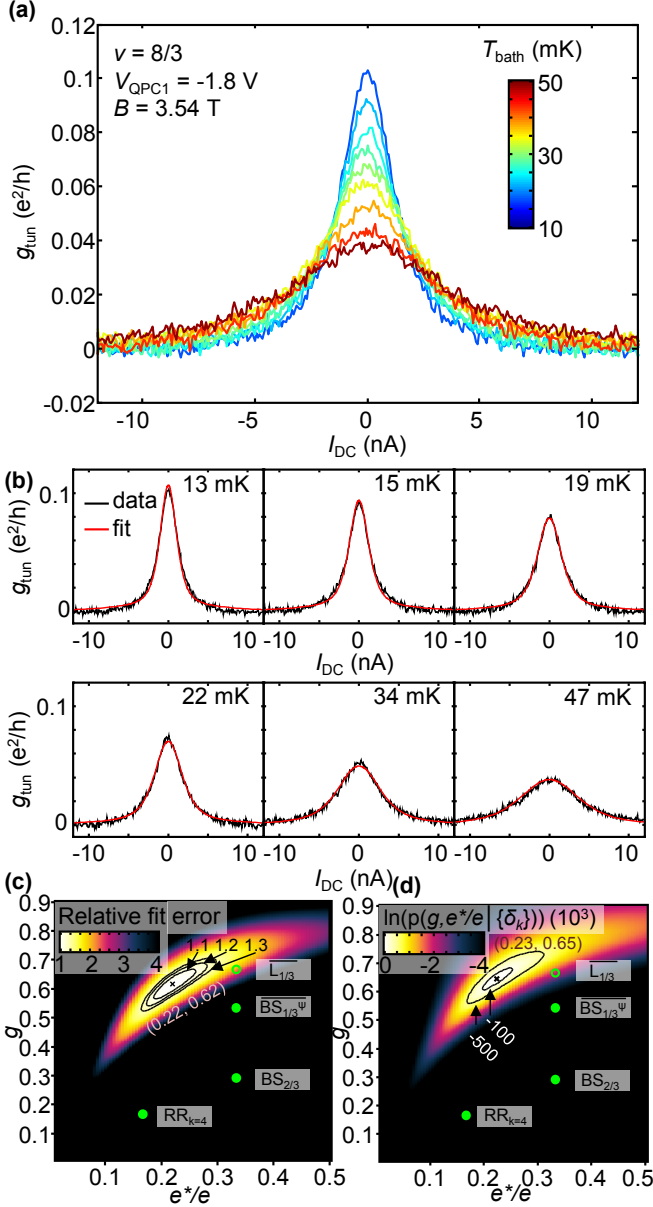 (a)
ν = 8/3
V_QPC1 = -1.8 V
B = 3.54 T
T_bath (mK)
50
30
10
0.12
0.1
0.08
0.06
0.04
0.02
0
-0.02
g_tun (e²/h)
-10 -5 0 5 10
I_DC (nA)
(b)
13 mK 15 mK 19 mK
data
fit
0.1
0
g_tun (e²/h)
-10 0 10 -10 0 10 -10 0 10
I_DC (nA)
22 mK 34 mK 47 mK
0.1
0
g_tun (e²/h)
-10 0 10 -10 0 10 -10 0 10
I_DC (nA)
(c)
Relative fit error
1 2 3 4
1.1 1.2 1.3
(0.22, 0.62)
L̅_1/3
B̅S̅_1/3^ψ
BS_2/3
RR_k=4
0.9
0.8
0.7
0.6
0.5
0.4
0.3
0.2
0.1
g
0.1 0.2 0.3 0.4 0.5
e*/e
(d)
ln(p(g,e*/e | {δ_kj})) (10³)
0 -2 -4
(0.23, 0.65)
-100
-500
L̅_1/3
B̅S̅_1/3^ψ
BS_2/3
RR_k=4
0.9
0.8
0.7
0.6
0.5
0.4
0.3
0.2
0.1
g
0.1 0.2 0.3 0.4 0.5
e*/e